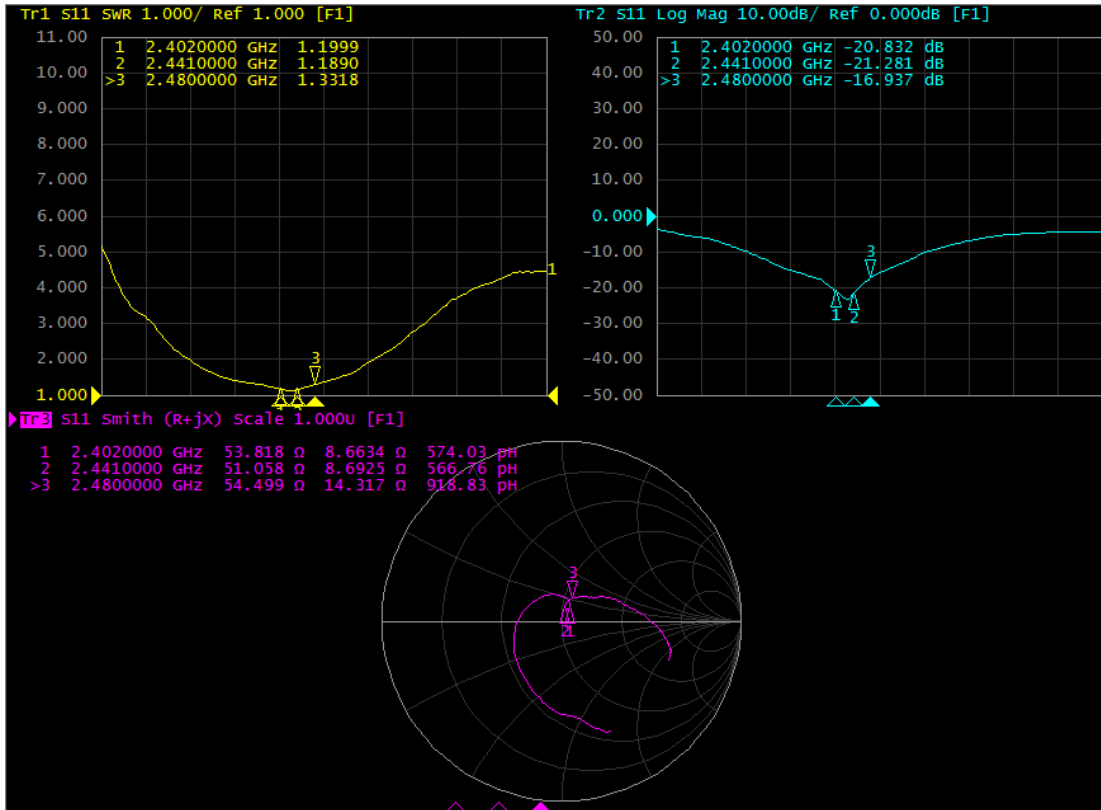 Tr1 S11 SWR 1.000/ Ref 1.000 [F1]
11.00
10.00
9.000
8.000
7.000
6.000
5.000
4.000
3.000
2.000
1.000
1 2.4020000 GHz 1.1999
2 2.4410000 GHz 1.1890
>3 2.4800000 GHz 1.3318
3
1
Tr2 S11 Log Mag 10.00dB/ Ref 0.000dB [F1]
50.00
40.00
30.00
20.00
10.00
0.000
-10.00
-20.00
-30.00
-40.00
-50.00
1 2.4020000 GHz -20.832 dB
2 2.4410000 GHz -21.281 dB
>3 2.4800000 GHz -16.937 dB
3
1 2
Tr3 S11 Smith (R+jX) Scale 1.000U [F1]
1 2.4020000 GHz 53.818 Ω 8.6634 Ω 574.03 pH
2 2.4410000 GHz 51.058 Ω 8.6925 Ω 566.76 pH
>3 2.4800000 GHz 54.499 Ω 14.317 Ω 918.83 pH
3
21